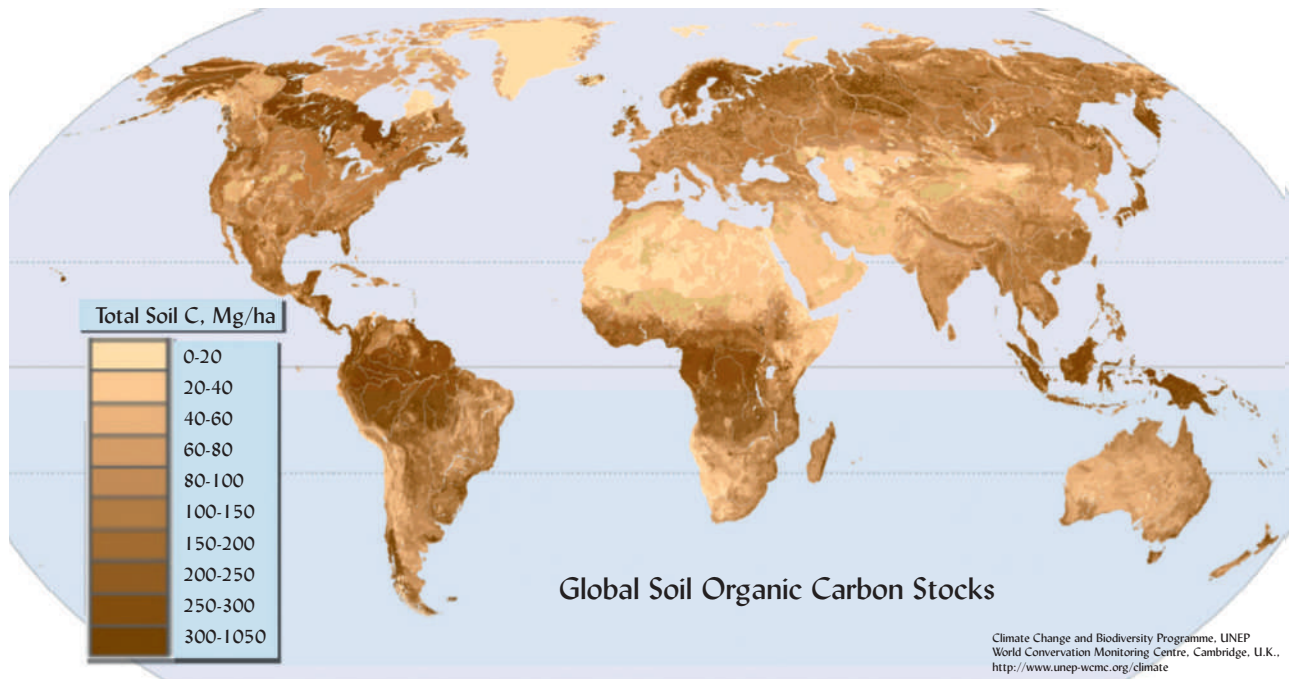 Total Soil C, Mg/ha
0-20
20-40
40-60
60-80
80-100
100-150
150-200
200-250
250-300
300-1050
Global Soil Organic Carbon Stocks
Climate Change and Biodiversity Programme, UNEP
World Convervation Monitoring Centre, Cambridge, U.K.,
http://www.unep-wcmc.org/climate